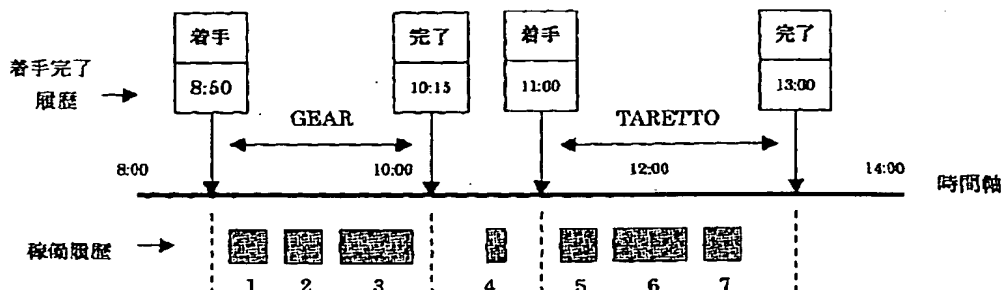 着手
完了
着手
完了
着手完了
履歴
8:50
10:15
11:00
13:00
GEAR
TARETTO
8:00
10:00
12:00
14:00
時間軸
稼働履歴
1 2 3 4 5 6 7